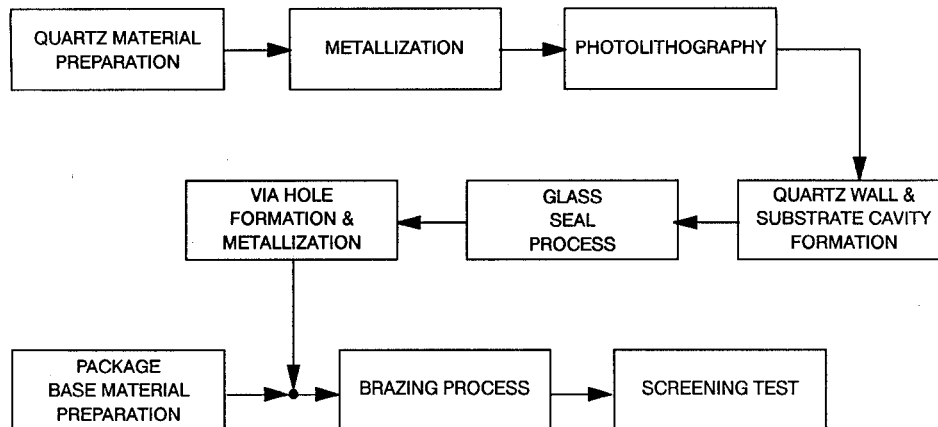 QUARTZ MATERIAL
PREPARATION
METALLIZATION
PHOTOLITHOGRAPHY
QUARTZ WALL &
SUBSTRATE CAVITY
FORMATION
GLASS
SEAL
PROCESS
VIA HOLE
FORMATION &
METALLIZATION
PACKAGE
BASE MATERIAL
PREPARATION
BRAZING PROCESS
SCREENING TEST